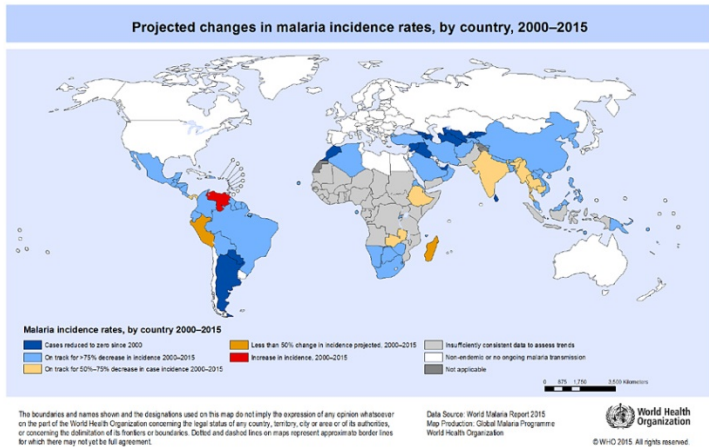 Projected changes in malaria incidence rates, by country, 2000–2015
Malaria incidence rates, by country 2000–2015
Cases reduced to zero since 2000
On track for >75% decrease in incidence 2000–2015
On track for 50%–75% decrease in case incidence 2000–2015
Less than 50% change in incidence projected, 2000–2015
Increase in incidence, 2000–2015
Insufficiently consistent data to assess trends
Non-endemic or no ongoing malaria transmission
Not applicable
0 875 1,750 3,500 Kilometers
The boundaries and names shown and the designations used on this map do not imply the expression of any opinion whatsoever
on the part of the World Health Organization concerning the legal status of any country, territory, city or area or of its authorities,
or concerning the delimitation of its frontiers or boundaries. Dotted and dashed lines on maps represent approximate border lines
for which there may not yet be full agreement.
Data Source: World Malaria Report 2015
Map Production: Global Malaria Programme
World Health Organization
World Health
Organization
© WHO 2015. All rights reserved.